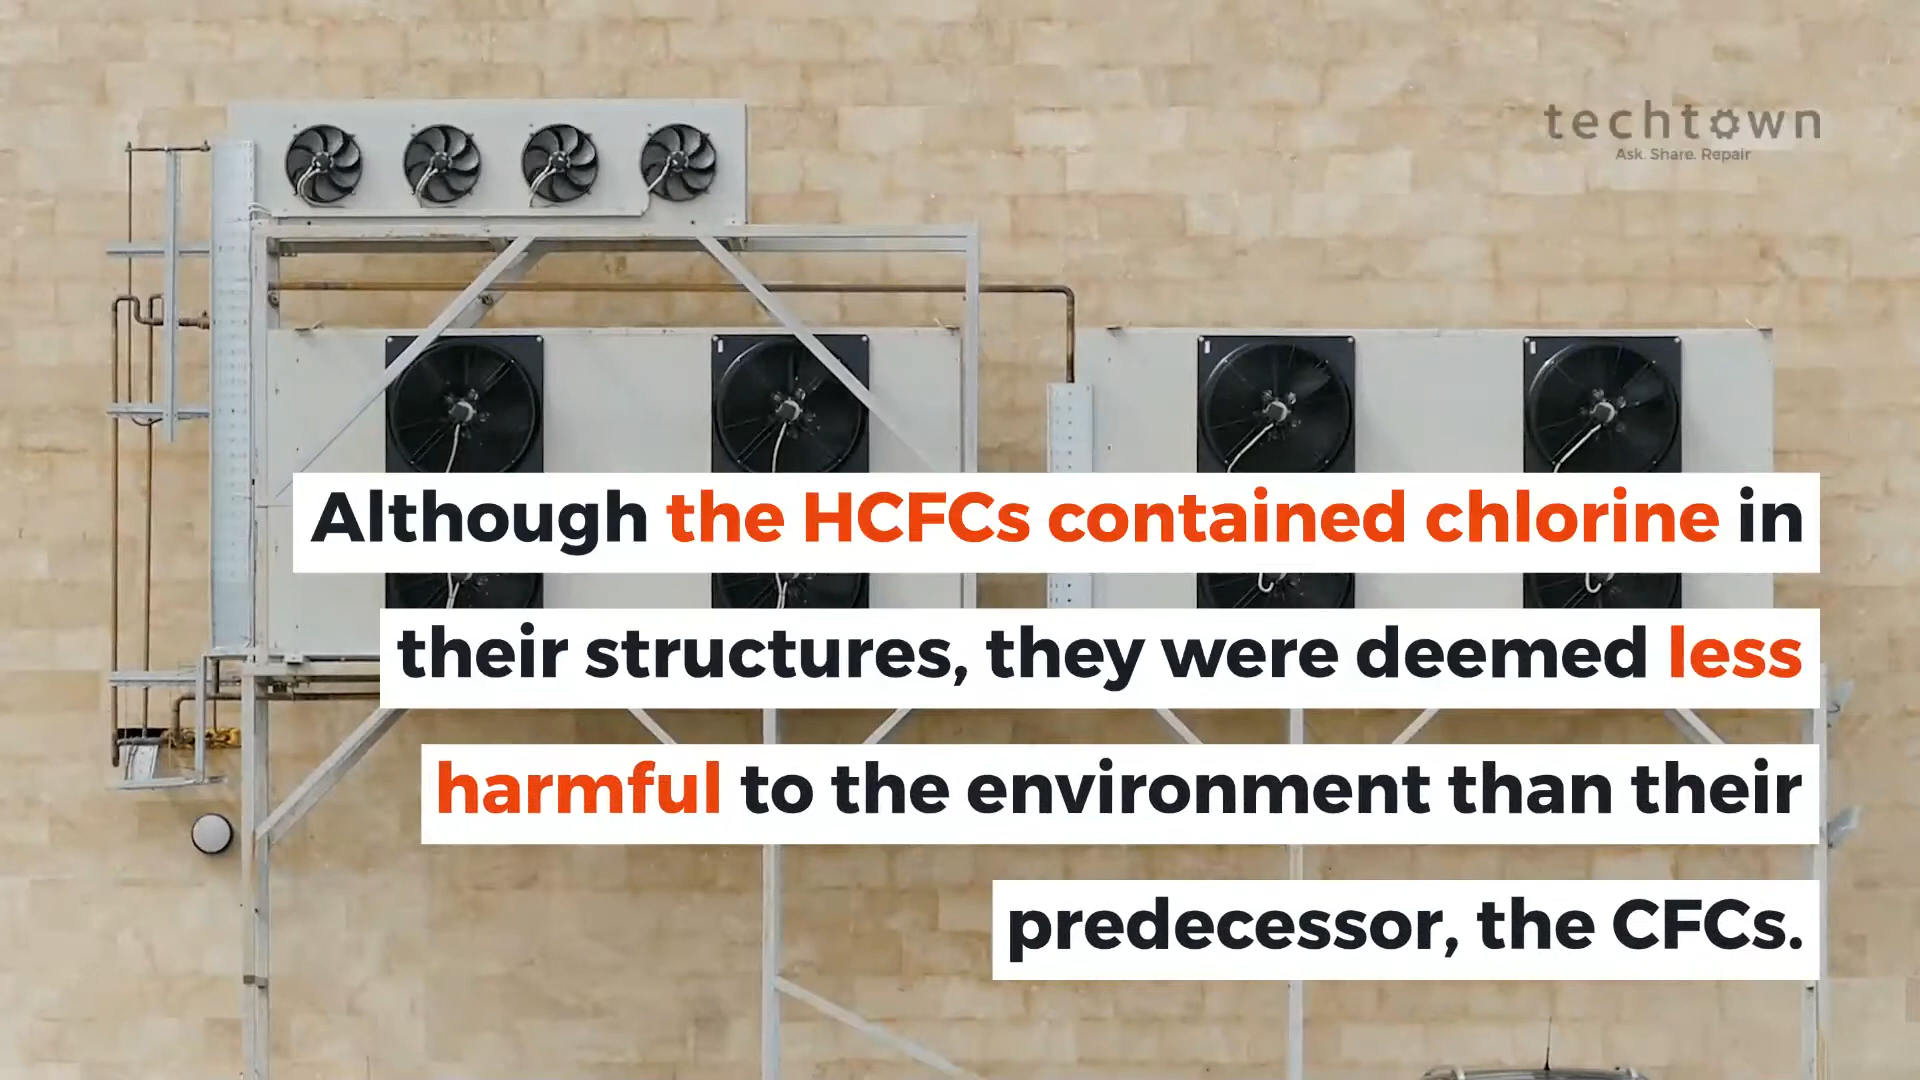 techtown
Ask. Share. Repair
Although the HCFCs contained chlorine in
their structures, they were deemed less
harmful to the environment than their
predecessor, the CFCs.